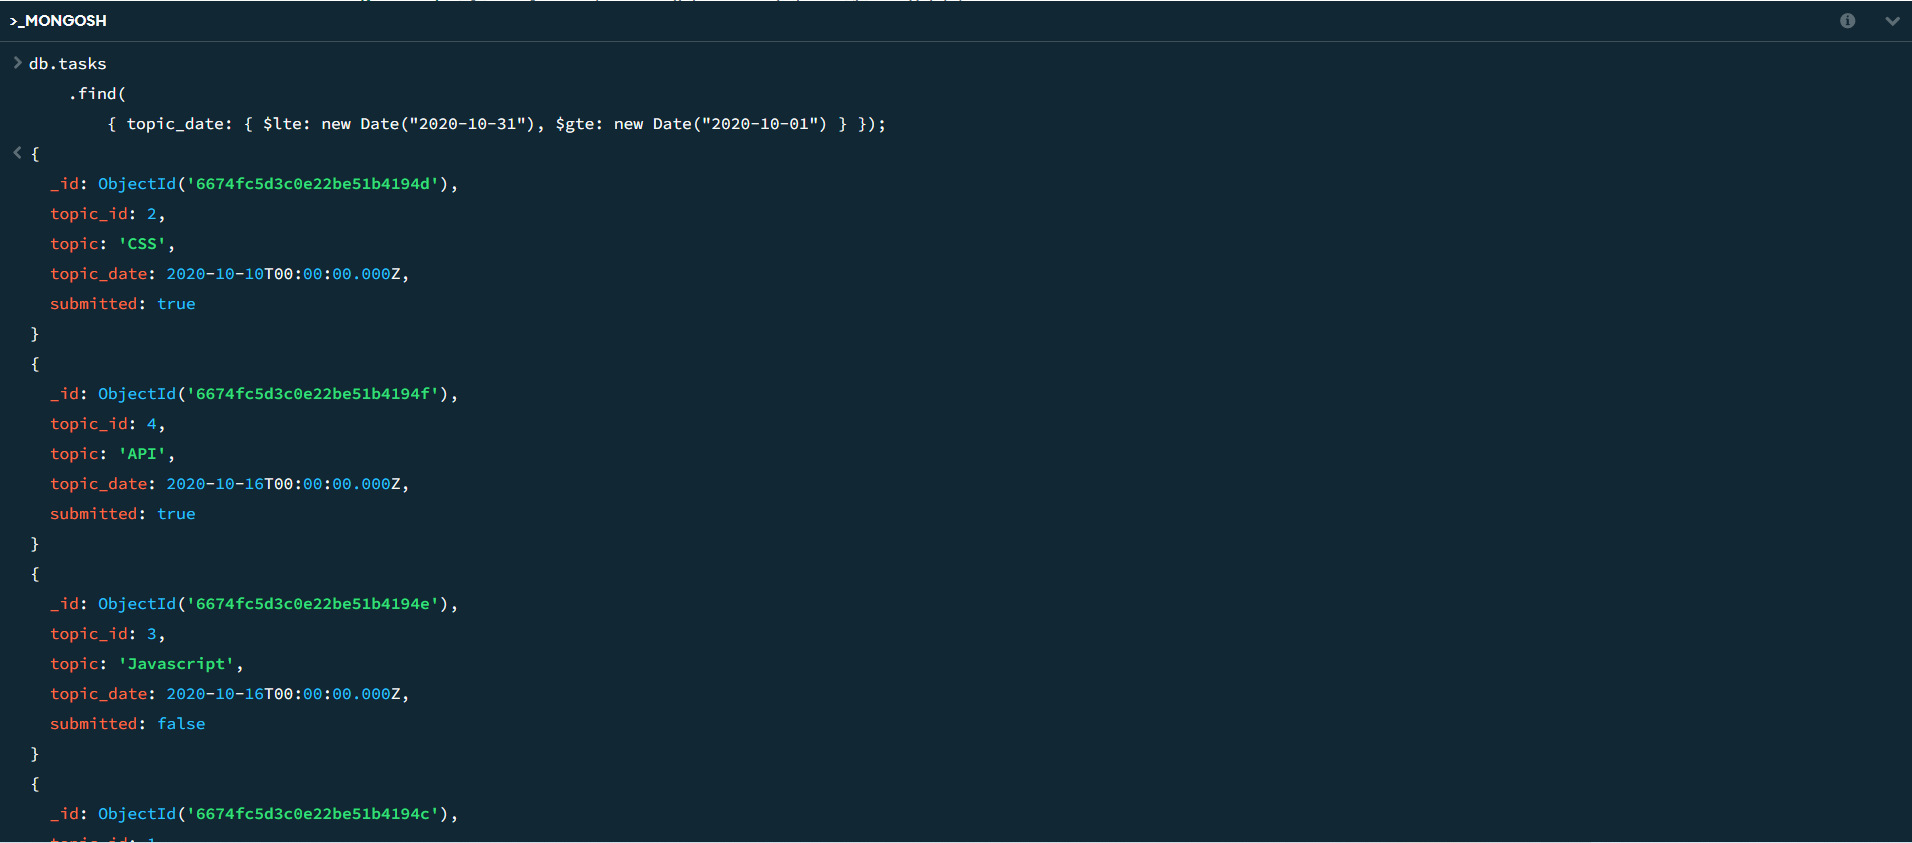 >_MONGOSH
> db.tasks
.find(
{ topic_date: { $lte: new Date("2020-10-31"), $gte: new Date("2020-10-01") } });
< {
_id: ObjectId('6674fc5d3c0e22be51b4194d'),
topic_id: 2,
topic: 'CSS',
topic_date: 2020-10-10T00:00:00.000Z,
submitted: true
}
{
_id: ObjectId('6674fc5d3c0e22be51b4194f'),
topic_id: 4,
topic: 'API',
topic_date: 2020-10-16T00:00:00.000Z,
submitted: true
}
{
_id: ObjectId('6674fc5d3c0e22be51b4194e'),
topic_id: 3,
topic: 'Javascript',
topic_date: 2020-10-16T00:00:00.000Z,
submitted: false
}
{
_id: ObjectId('6674fc5d3c0e22be51b4194c'),